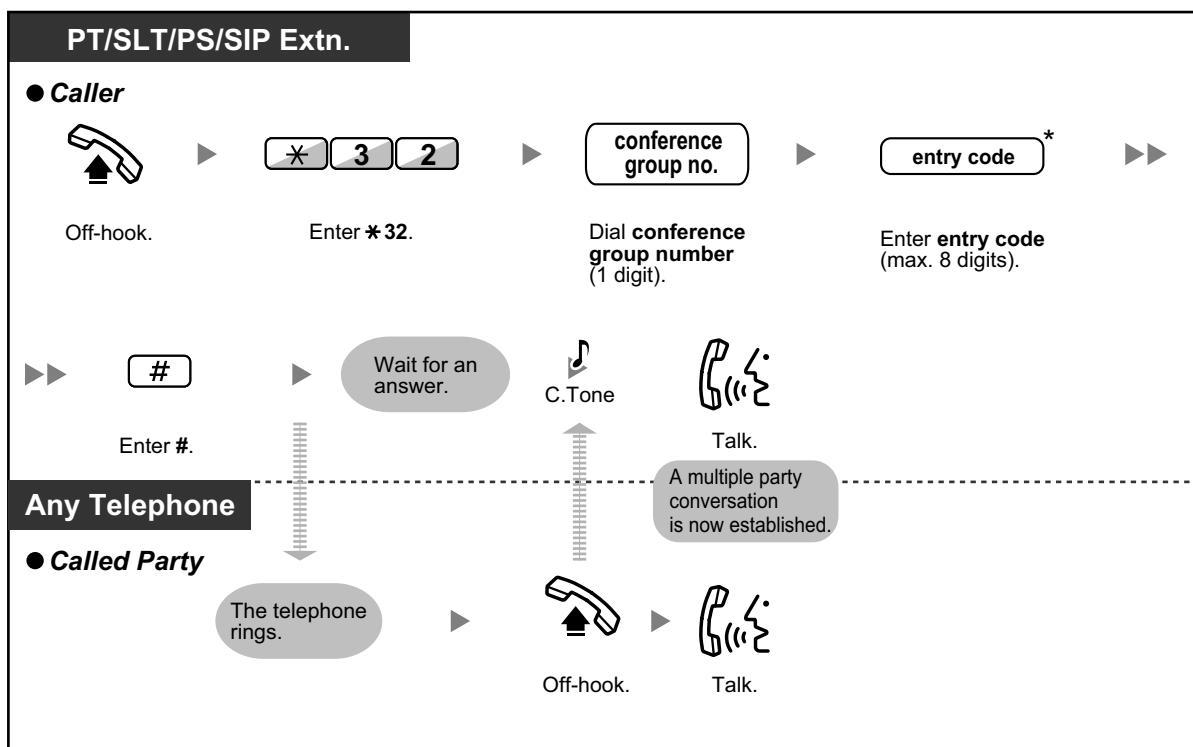 PT/SLT/PS/SIP Extn.
● Caller
✳ 3 2
conference
group no.
entry code *
Off-hook.
Enter ✳ 32.
Dial conference
group number
(1 digit).
Enter entry code
(max. 8 digits).
#
Wait for an
answer.
C.Tone
Enter #.
Talk.
A multiple party
conversation
is now established.
Any Telephone
● Called Party
The telephone
rings.
Off-hook.
Talk.